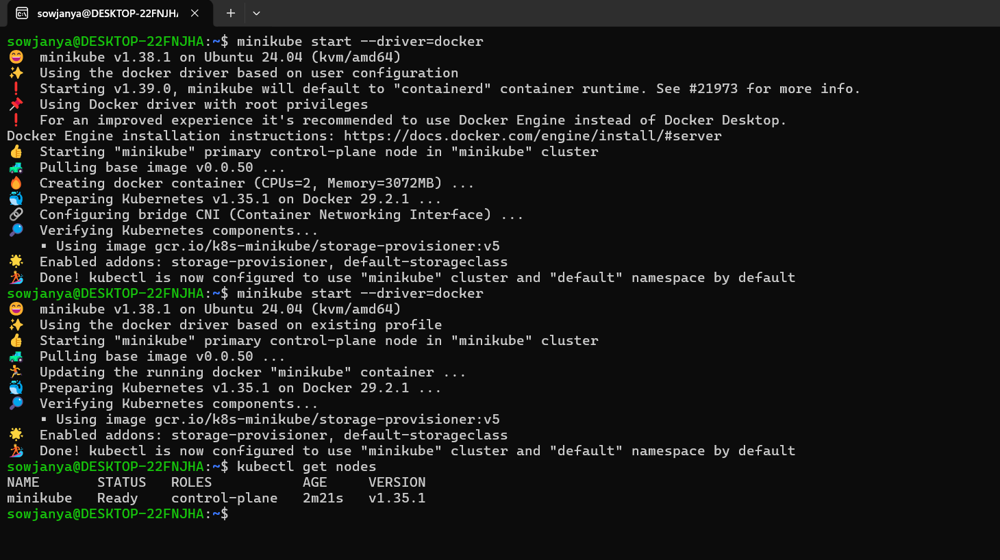 sowjanya@DESKTOP-22FNJHA
sowjanya@DESKTOP-22FNJHA:~$ minikube start --driver=docker
minikube v1.38.1 on Ubuntu 24.04 (kvm/amd64)
Using the docker driver based on user configuration
Starting v1.39.0, minikube will default to "containerd" container runtime. See #21973 for more info.
Using Docker driver with root privileges
For an improved experience it's recommended to use Docker Engine instead of Docker Desktop.
Docker Engine installation instructions: https://docs.docker.com/engine/install/#server
Starting "minikube" primary control-plane node in "minikube" cluster
Pulling base image v0.0.50 ...
Creating docker container (CPUs=2, Memory=3072MB) ...
Preparing Kubernetes v1.35.1 on Docker 29.2.1 ...
Configuring bridge CNI (Container Networking Interface) ...
Verifying Kubernetes components...
▪ Using image gcr.io/k8s-minikube/storage-provisioner:v5
Enabled addons: storage-provisioner, default-storageclass
Done! kubectl is now configured to use "minikube" cluster and "default" namespace by default
sowjanya@DESKTOP-22FNJHA:~$ minikube start --driver=docker
minikube v1.38.1 on Ubuntu 24.04 (kvm/amd64)
Using the docker driver based on existing profile
Starting "minikube" primary control-plane node in "minikube" cluster
Pulling base image v0.0.50 ...
Updating the running docker "minikube" container ...
Preparing Kubernetes v1.35.1 on Docker 29.2.1 ...
Verifying Kubernetes components...
▪ Using image gcr.io/k8s-minikube/storage-provisioner:v5
Enabled addons: storage-provisioner, default-storageclass
Done! kubectl is now configured to use "minikube" cluster and "default" namespace by default
sowjanya@DESKTOP-22FNJHA:~$ kubectl get nodes
NAME STATUS ROLES AGE VERSION
minikube Ready control-plane 2m21s v1.35.1
sowjanya@DESKTOP-22FNJHA:~$